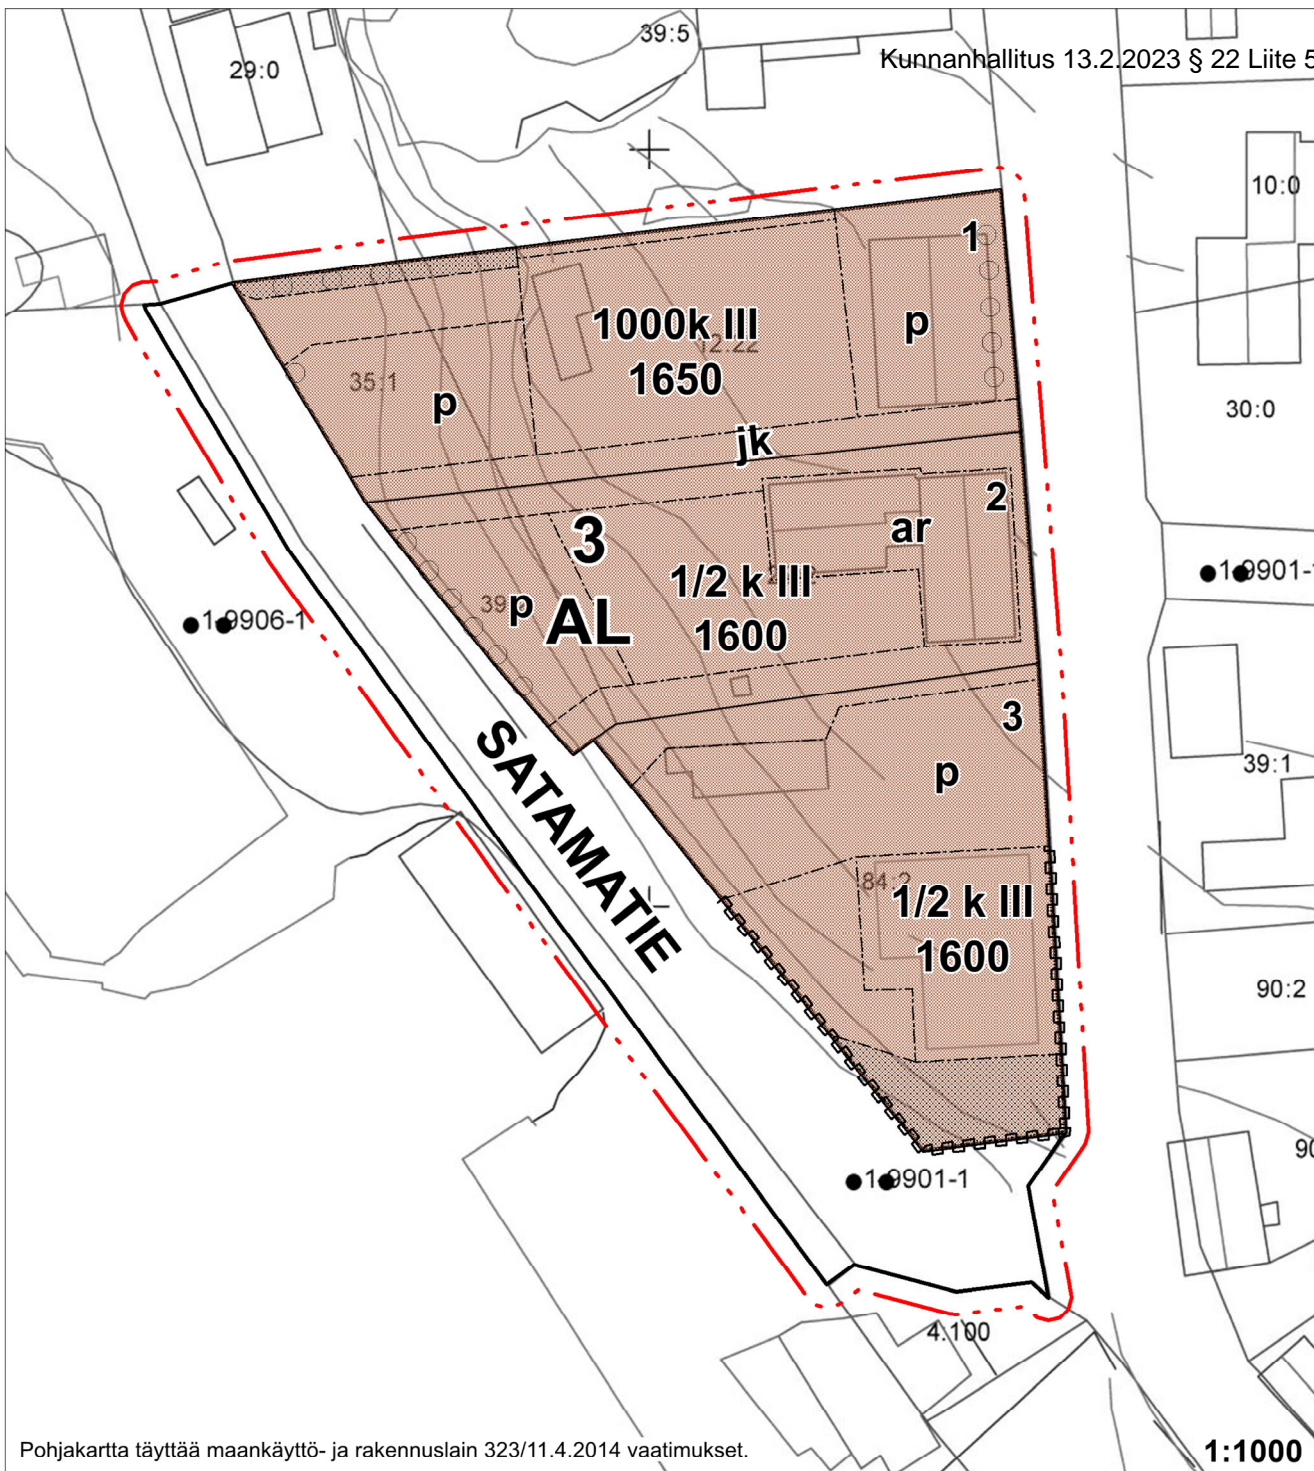 39:5
Kunnanhallitus 13.2.2023 § 22 Liite 5
29:0
10:0
1
1000k III
p
12:22
1650
35:1
p
30:0
jk
2
3
ar
1/2 k III
1-9901-1
39
p
AL
1-9906-1
1600
3
SATAMATIE
p
39:1
84:2
1/2 k III
1600
90:2
90
1-9901-1
4:100
Pohjakartta täyttää maankäyttö- ja rakennuslain 323/11.4.2014 vaatimukset.
1:1000